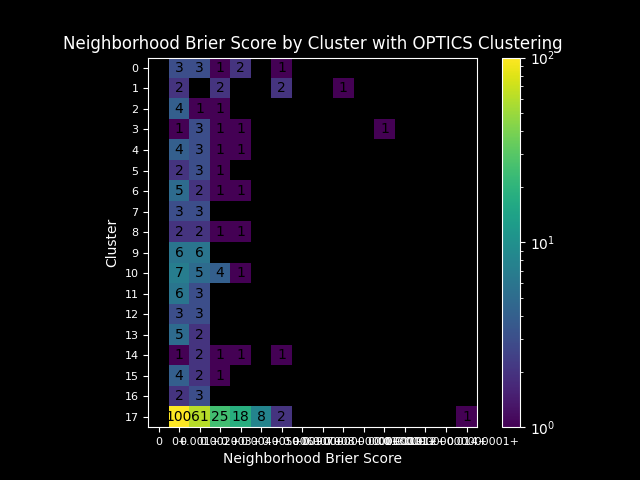 Neighborhood Brier Score by Cluster with OPTICS Clustering
0 3 3 1 2 1
1 2 2 2 1
2 4 1 1
3 1 3 1 1 1
4 4 3 1 1
5 2 3 1
6 5 2 1 1
7 3 3
8 2 2 1 1
9 6 6
10 7 5 4 1
11 6 3
12 3 3
13 5 2
14 1 2 1 1 1
15 4 2 1
16 2 3
17 100 61 25 18 8 2 1
0
Neighborhood Brier Score
Cluster
10²
10¹
10⁰